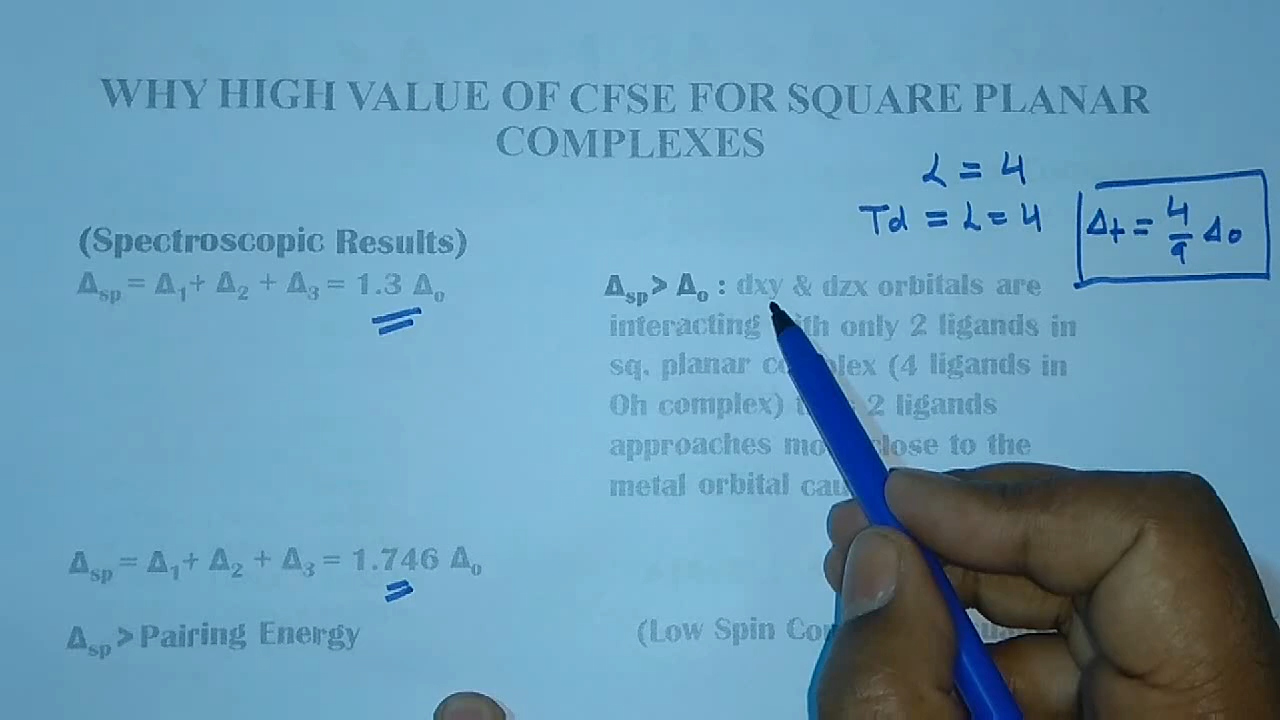 WHY HIGH VALUE OF CFSE FOR SQUARE PLANAR
COMPLEXES
L = 4
Td = L = 4
Δt = 4/9 Δo
(Spectroscopic Results)
Δsp = Δ1+ Δ2 + Δ3 = 1.3 Δo
Δsp > Δo : dxy & dzx orbitals are
interacting with only 2 ligands in
sq. planar complex (4 ligands in
Oh complex) 2 ligands
approaches close to the
metal orbital
Δsp = Δ1+ Δ2 + Δ3 = 1.746 Δo
Δsp > Pairing Energy
(Low Spin